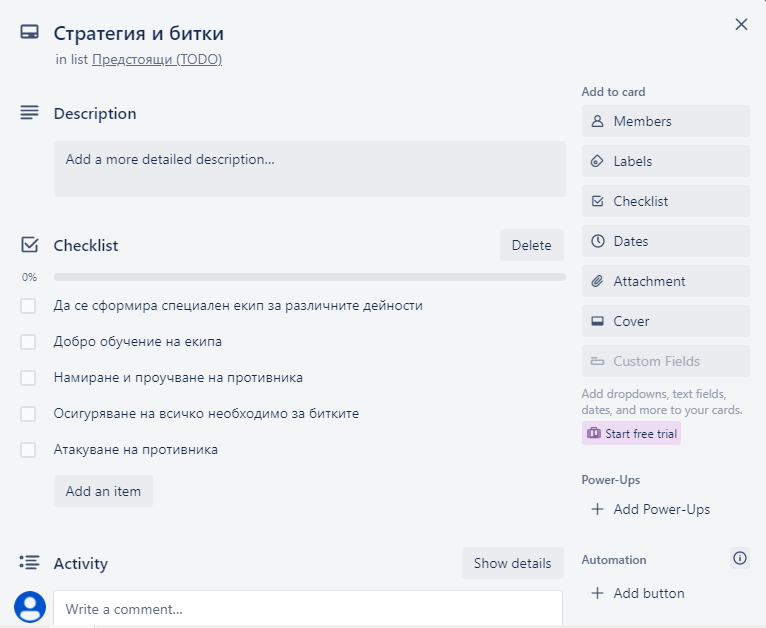 Стратегия и битки
in list Предстоящи (TODO)
Description
Add a more detailed description...
Checklist
Delete
0%
Да се сформира специален екип за различните дейности
Добро обучение на екипа
Намиране и проучване на противника
Осигуряване на всичко необходимо за битките
Атакуване на противника
Add an item
Activity
Show details
Write a comment...
Add to card
Members
Labels
Checklist
Dates
Attachment
Cover
Custom Fields
Add dropdowns, text fields,
dates, and more to your cards.
Start free trial
Power-Ups
Add Power-Ups
Automation
Add button